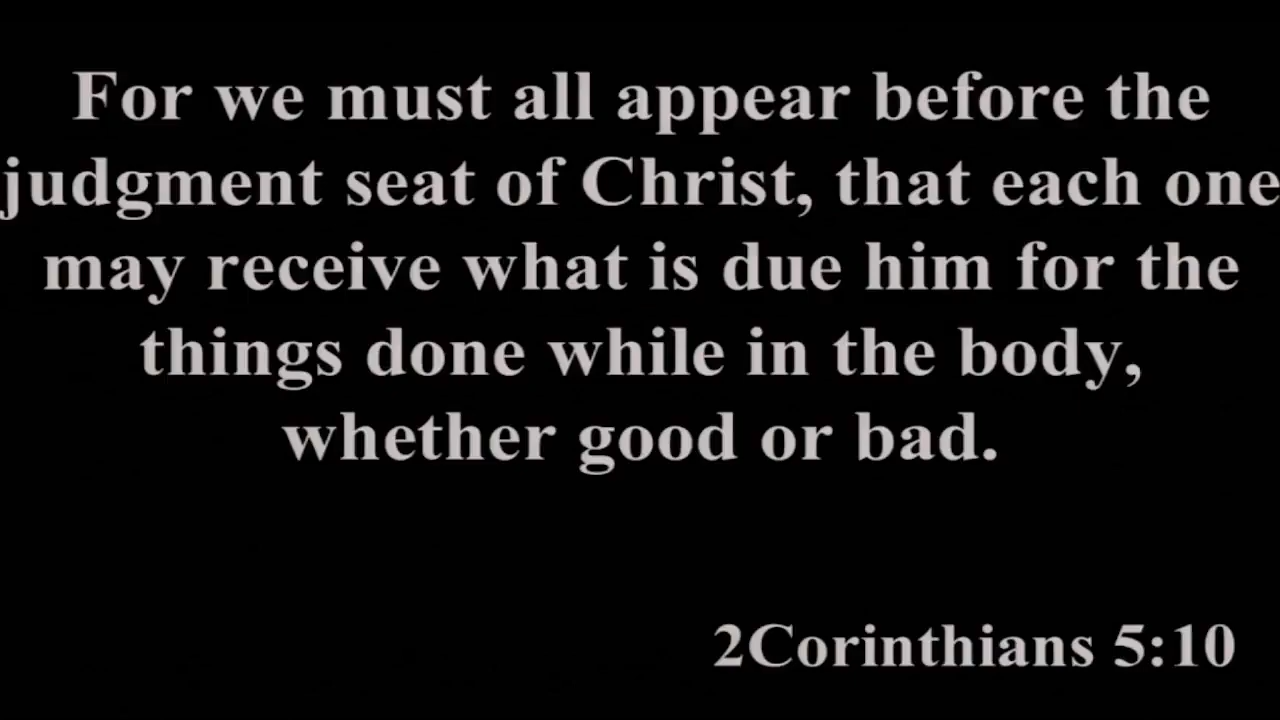 For we must all appear before the
judgment seat of Christ, that each one
may receive what is due him for the
things done while in the body,
whether good or bad.
2Corinthians 5:10